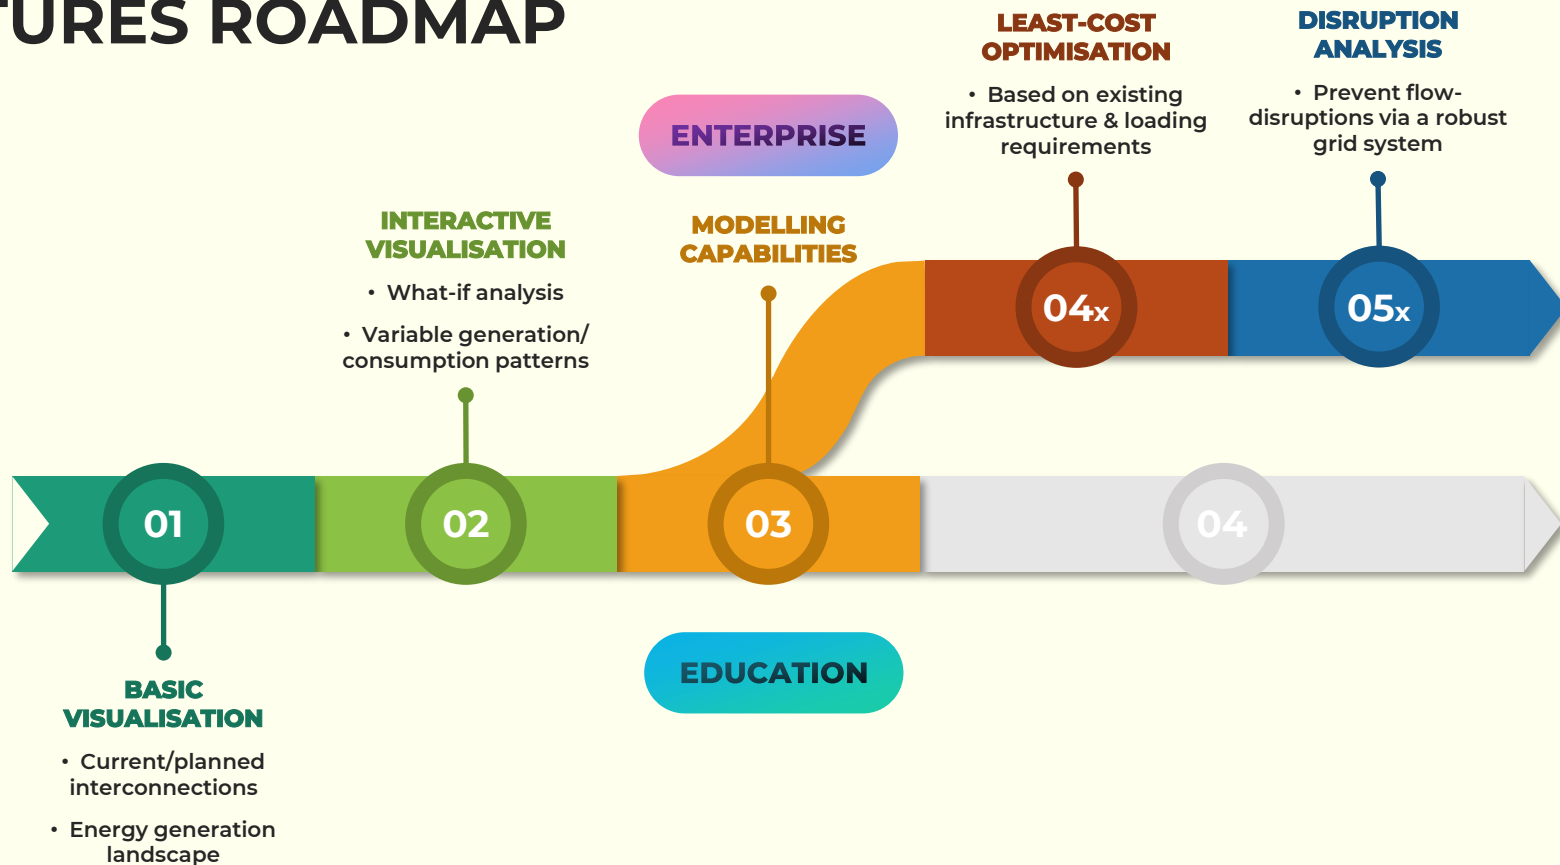 TURES ROADMAP
LEAST-COST
OPTIMISATION
• Based on existing
infrastructure & loading
requirements
DISRUPTION
ANALYSIS
• Prevent flow-
disruptions via a robust
grid system
ENTERPRISE
INTERACTIVE
VISUALISATION
• What-if analysis
• Variable generation/
consumption patterns
MODELLING
CAPABILITIES
04x
05x
01
02
03
04
EDUCATION
BASIC
VISUALISATION
• Current/planned
interconnections
• Energy generation
landscape